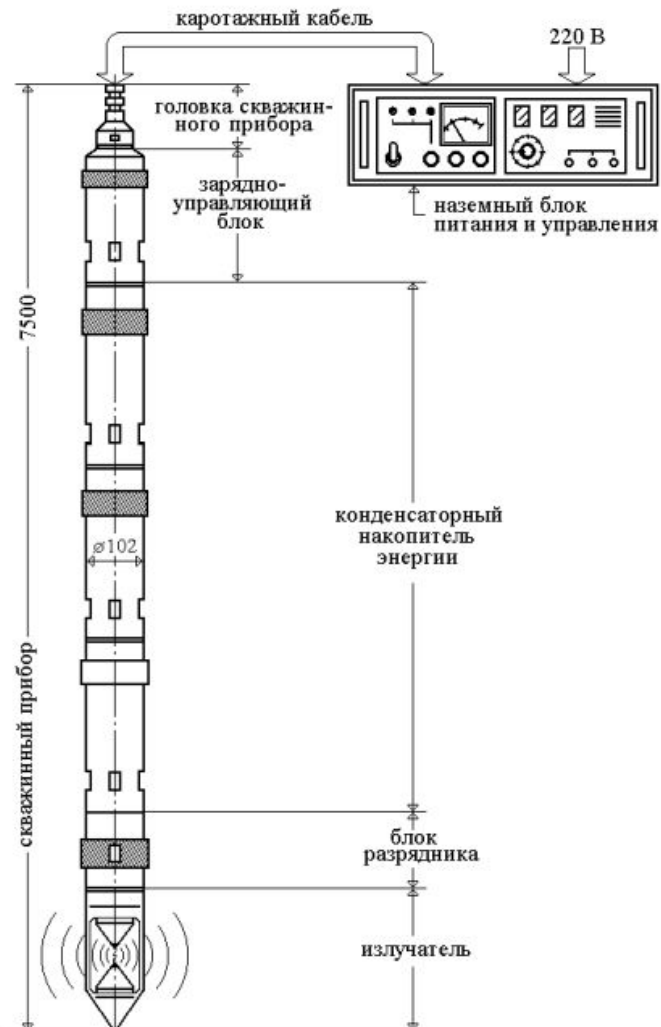 каротажный кабель
220 В
головка скважин-
ного прибора
зарядно-
управляющий
блок
наземный блок
питания и управления
7500
конденсаторный
накопитель
энергии
⌀102
скважинный прибор
блок
разрядника
излучатель